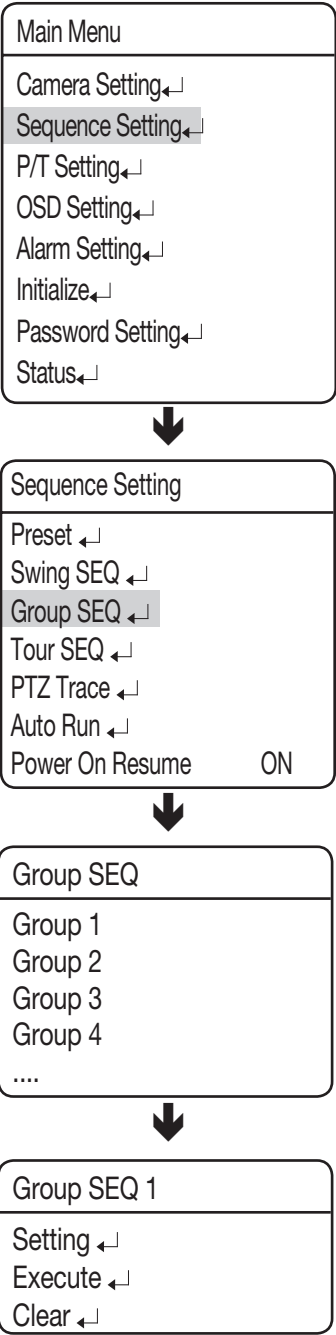 Main Menu
Camera Setting↵
Sequence Setting↵
P/T Setting↵
OSD Setting↵
Alarm Setting↵
Initialize↵
Password Setting↵
Status↵
Sequence Setting
Preset ↵
Swing SEQ ↵
Group SEQ ↵
Tour SEQ ↵
PTZ Trace ↵
Auto Run ↵
Power On Resume ON
Group SEQ
Group 1
Group 2
Group 3
Group 4
....
Group SEQ 1
Setting ↵
Execute ↵
Clear ↵